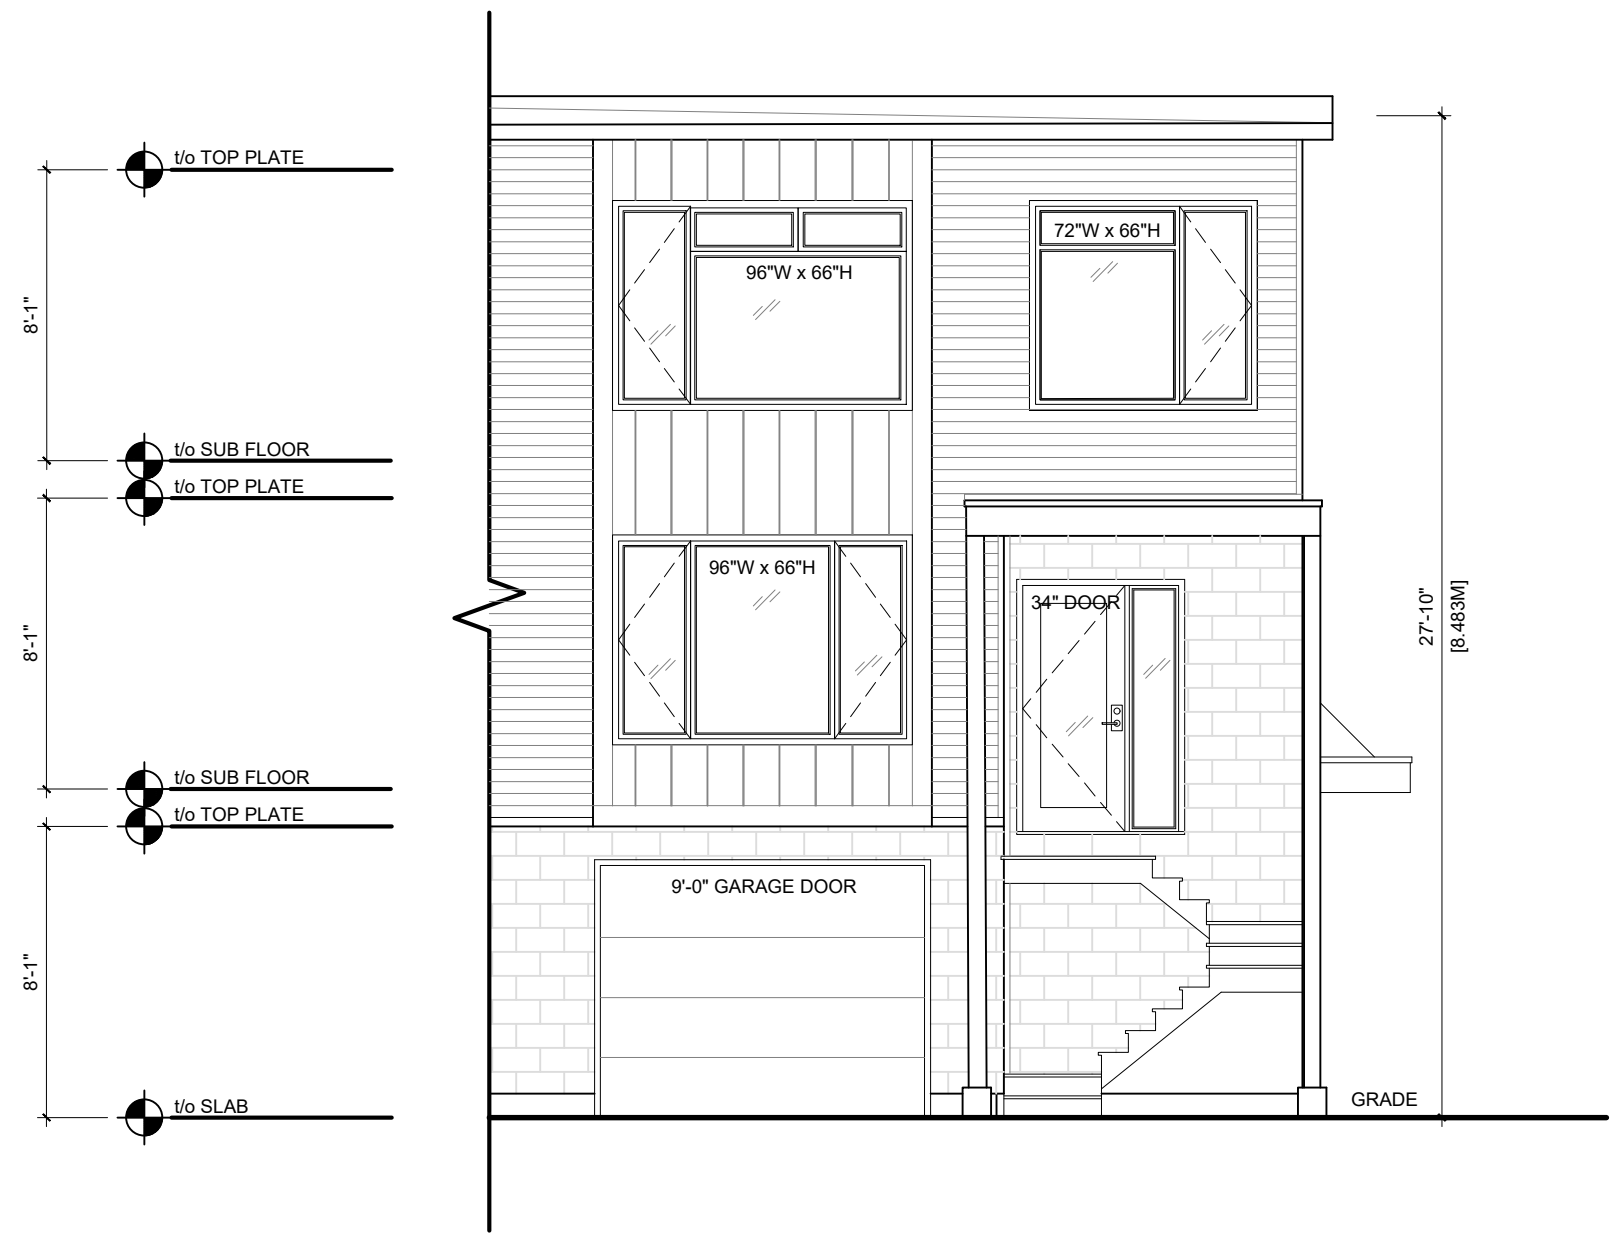 t/o TOP PLATE
72"W x 66"H
96"W x 66"H
8'-1"
t/o SUB FLOOR
t/o TOP PLATE
96"W x 66"H
34" DOOR
27'-10"
[8.483M]
8'-1"
t/o SUB FLOOR
t/o TOP PLATE
9'-0" GARAGE DOOR
8'-1"
t/o SLAB
GRADE